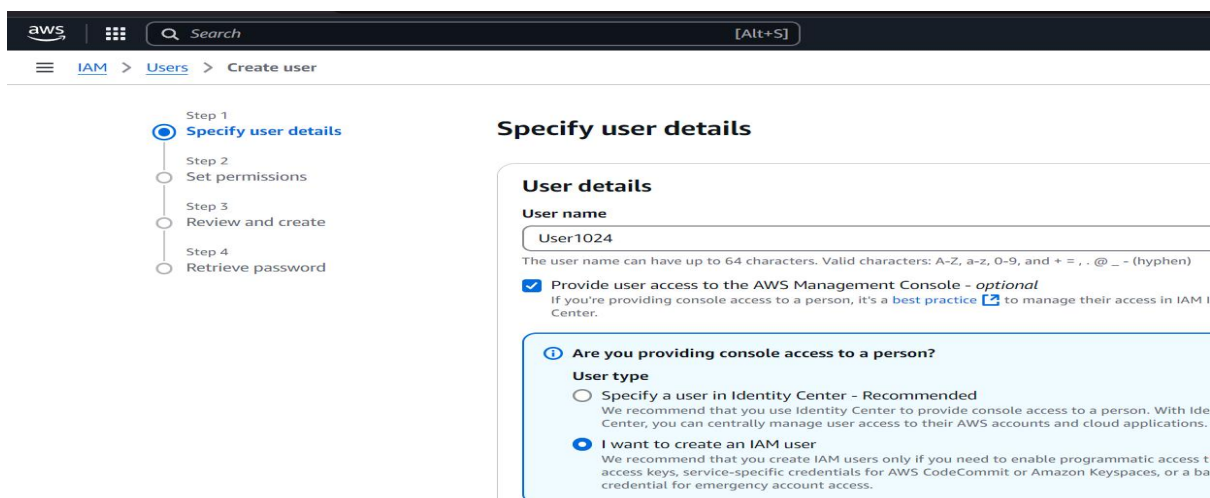 aws
Search [Alt+S]
IAM > Users > Create user
Step 1
Specify user details
Step 2
Set permissions
Step 3
Review and create
Step 4
Retrieve password
Specify user details
User details
User name
User1024
The user name can have up to 64 characters. Valid characters: A-Z, a-z, 0-9, and + = , . @ _ - (hyphen)
Provide user access to the AWS Management Console - optional
If you're providing console access to a person, it's a best practice to manage their access in IAM I
Center.
Are you providing console access to a person?
User type
Specify a user in Identity Center - Recommended
We recommend that you use Identity Center to provide console access to a person. With Ide
Center, you can centrally manage user access to their AWS accounts and cloud applications.
I want to create an IAM user
We recommend that you create IAM users only if you need to enable programmatic access t
access keys, service-specific credentials for AWS CodeCommit or Amazon Keyspaces, or a ba
credential for emergency account access.